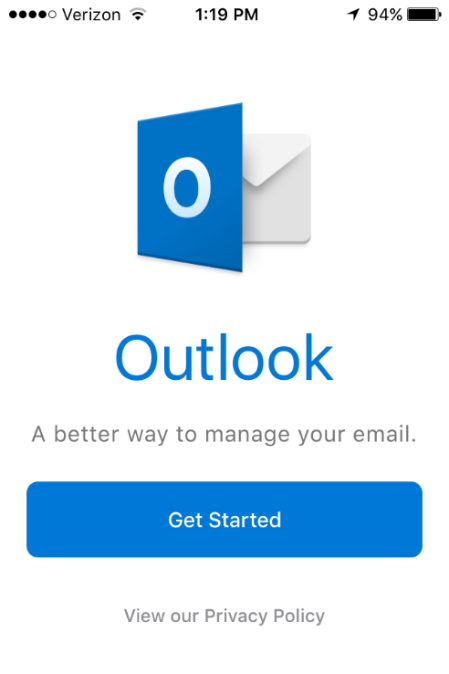 Verizon 1:19 PM 94%
O
Outlook
A better way to manage your email.
Get Started
View our Privacy Policy